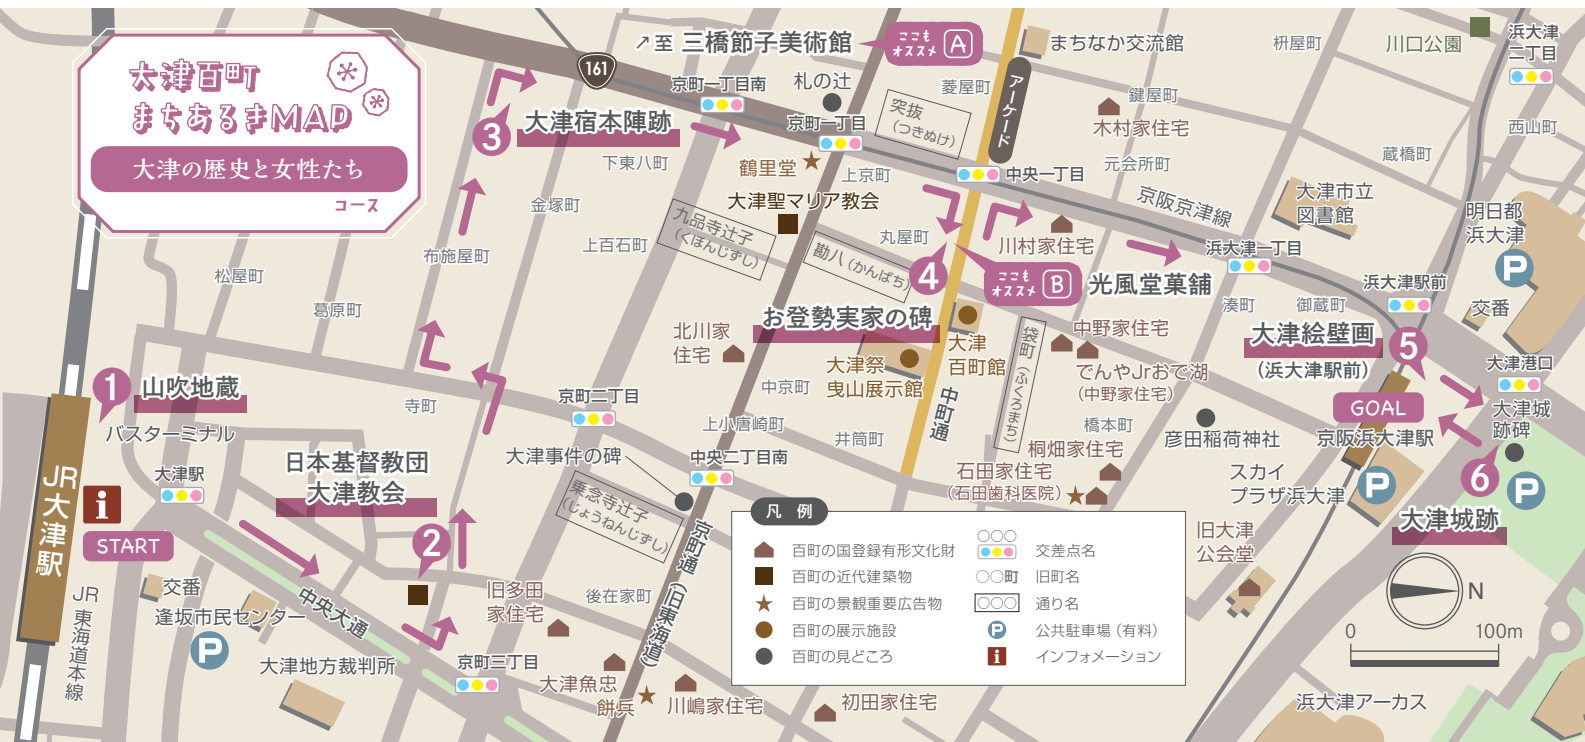 大津百町
まちあるきMAP
大津の歴史と女性たち
コース
↗至 三橋節子美術館
ここも
オススメ A
まちなか交流館
枡屋町
川口公園
浜大津
二丁目
161
京町一丁目南
札の辻
京町一丁目
突抜
(つきぬけ)
菱屋町
アーケード
鍵屋町
木村家住宅
西山町
蔵橋町
3
大津宿本陣跡
下東八町
鶴里堂
上京町
中央一丁目
元会所町
京阪京津線
大津市立
図書館
明日都
浜大津
P
大津聖マリア教会
金塚町
九品寺辻子
(くほんじずし)
上百石町
勘八(かんぱち)
丸屋町
川村家住宅
浜大津一丁目
浜大津駅前
交番
布施屋町
松屋町
葛原町
4
ここも
オススメ B
光風堂菓舗
湊町
御蔵町
お登勢実家の碑
北川家
住宅
大津
百町館
大津祭
曳山展示館
袋町(ふくろまち)
中野家住宅
でんやJrおで湖
(中野家住宅)
大津絵壁画
(浜大津駅前)
5
大津港口
1
山吹地蔵
バスターミナル
寺町
京町二丁目
中京町
上小唐崎町
井筒町
中町通
橋本町
桐畑家住宅
彦田稲荷神社
GOAL
京阪浜大津駅
大津城
跡碑
JR大津駅
大津駅
i
START
日本基督教団
大津教会
2
大津事件の碑
中央二丁目南
石田家住宅
(石田歯科医院)
スカイ
プラザ浜大津
P
6
P
大津城跡
乗念寺辻子
(じょうねんじずし)
京町通(旧東海道)
旧大津
公会堂
JR東海道本線
交番
逢坂市民センター
P
中央大通
大津地方裁判所
旧多田
家住宅
後在家町
京町三丁目
大津魚忠
餅兵
川嶋家住宅
初田家住宅
凡 例
百町の国登録有形文化財
百町の近代建築物
百町の景観重要広告物
百町の展示施設
百町の見どころ
○○○
交差点名
○○町 旧町名
○○○ 通り名
P 公共駐車場(有料)
i インフォメーション
N
0 100m
浜大津アーカス